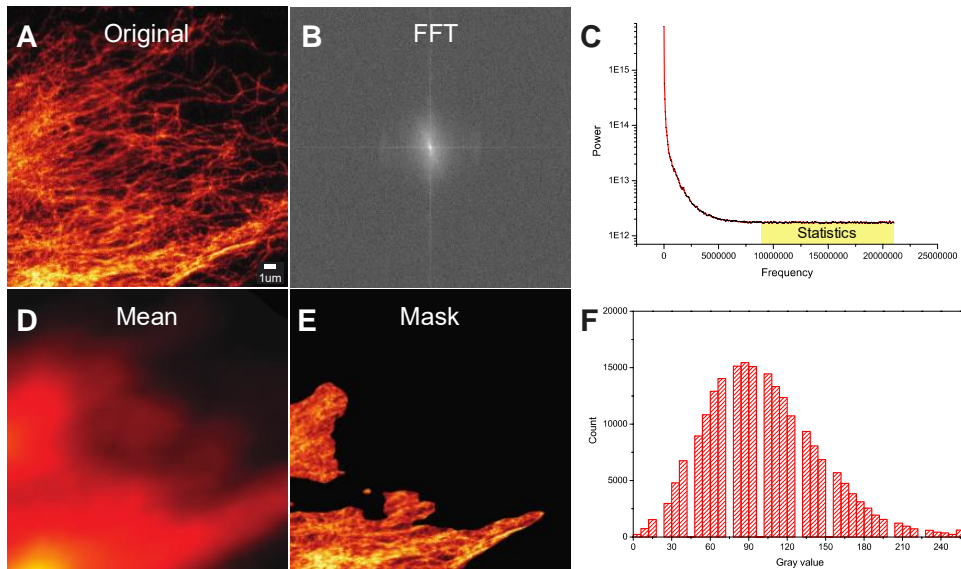 A Original
B FFT
C
1E15
1E14
1E13
1E12
Power
Statistics
0 5000000 10000000 15000000 20000000 25000000
Frequency
1um
D Mean
E Mask
F
20000
15000
10000
5000
0
Count
0 30 60 90 120 150 180 210 240
Gray value